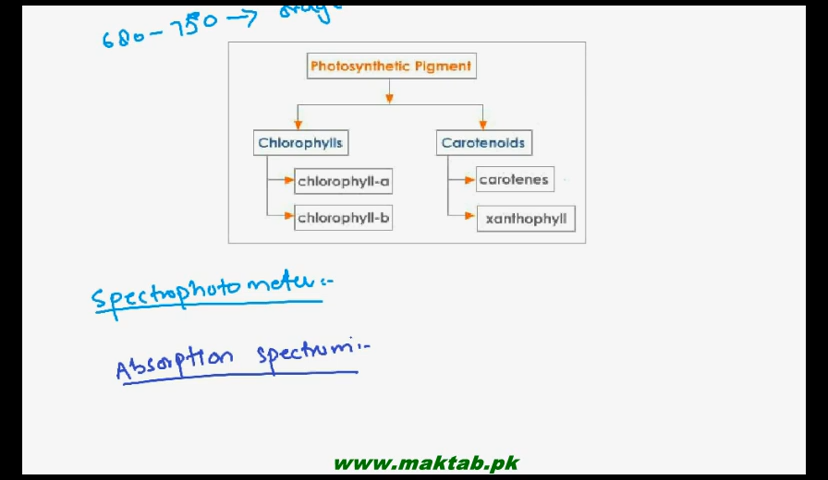 680-750 →
Photosynthetic Pigment
Chlorophylls
Carotenoids
chlorophyll-a
carotenes
chlorophyll-b
xanthophyll
Spectrophotometer:-
Absorption spectrum:-
www.maktab.pk